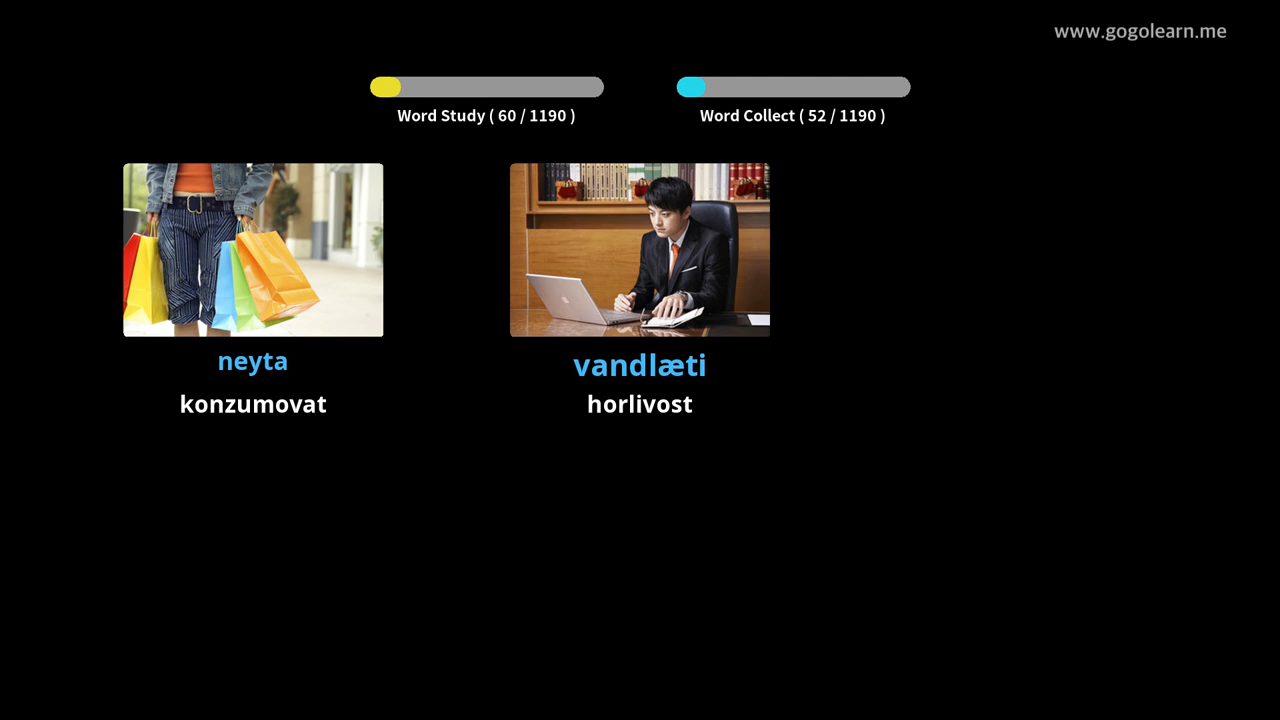 www.gogolearn.me
Word Study ( 60 / 1190 )
Word Collect ( 52 / 1190 )
neyta
vandlæti
konzumovat
horlivost